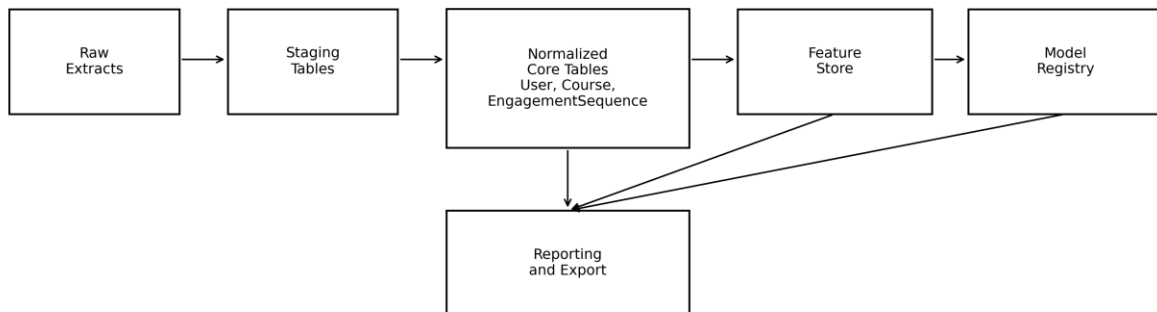 Raw
Extracts
Staging
Tables
Normalized
Core Tables
User, Course,
EngagementSequence
Feature
Store
Model
Registry
Reporting
and Export